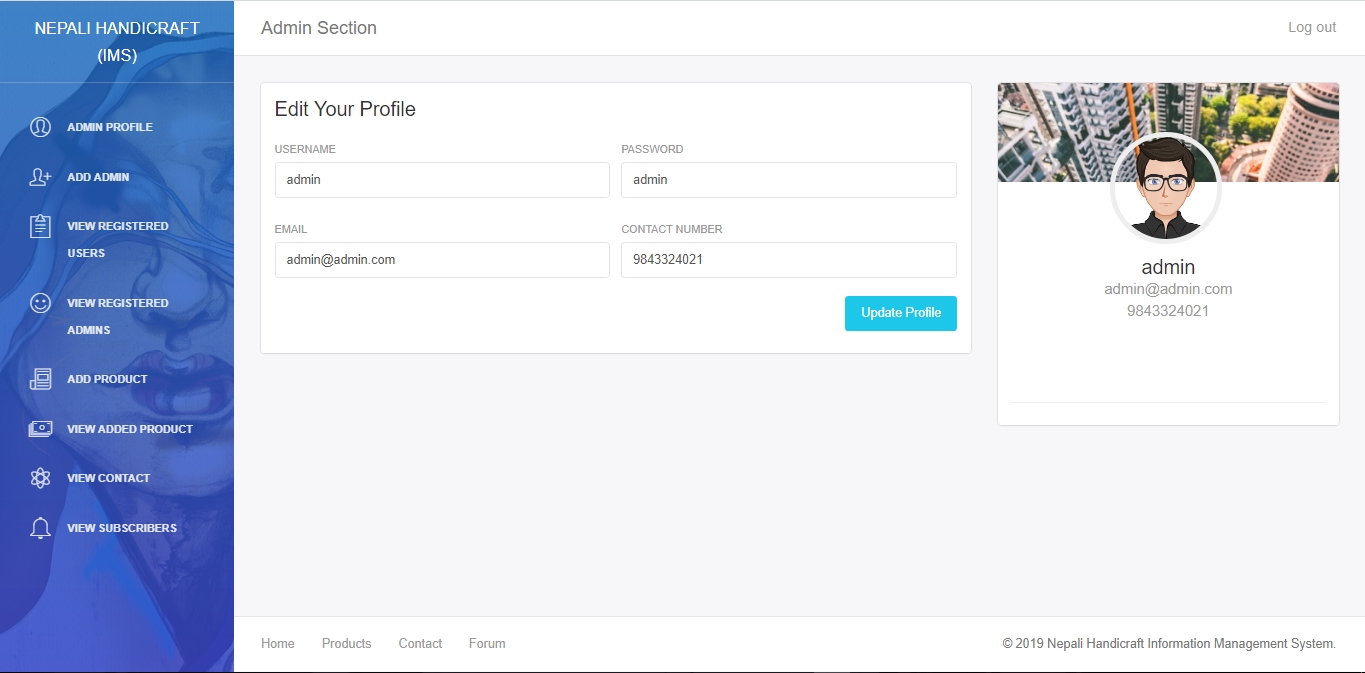 NEPALI HANDICRAFT
(IMS)
ADMIN PROFILE
ADD ADMIN
VIEW REGISTERED
USERS
VIEW REGISTERED
ADMINS
ADD PRODUCT
VIEW ADDED PRODUCT
VIEW CONTACT
VIEW SUBSCRIBERS
Admin Section
Log out
Edit Your Profile
USERNAME
PASSWORD
admin
admin
EMAIL
CONTACT NUMBER
admin@admin.com
9843324021
Update Profile
admin
admin@admin.com
9843324021
Home Products Contact Forum
© 2019 Nepali Handicraft Information Management System.